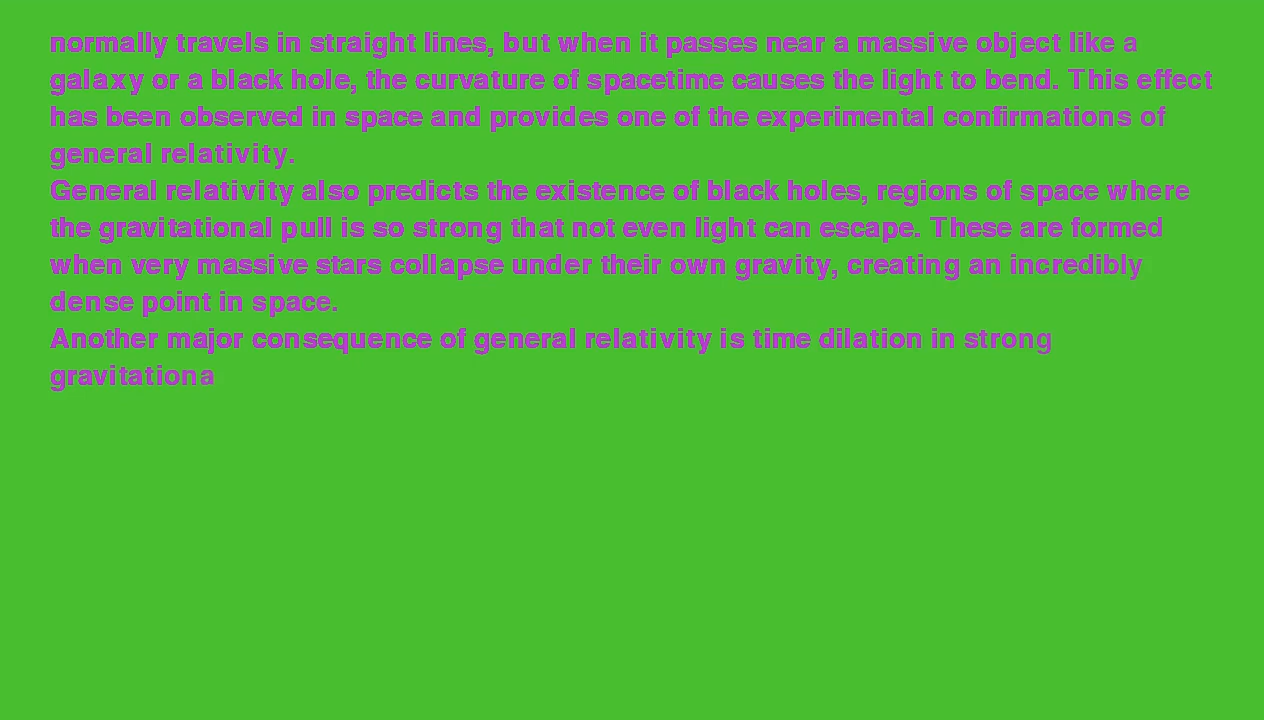 normally travels in straight lines, but when it passes near a massive object like a
galaxy or a black hole, the curvature of spacetime causes the light to bend. This effect
has been observed in space and provides one of the experimental confirmations of
general relativity.
General relativity also predicts the existence of black holes, regions of space where
the gravitational pull is so strong that not even light can escape. These are formed
when very massive stars collapse under their own gravity, creating an incredibly
dense point in space.
Another major consequence of general relativity is time dilation in strong
gravitationa